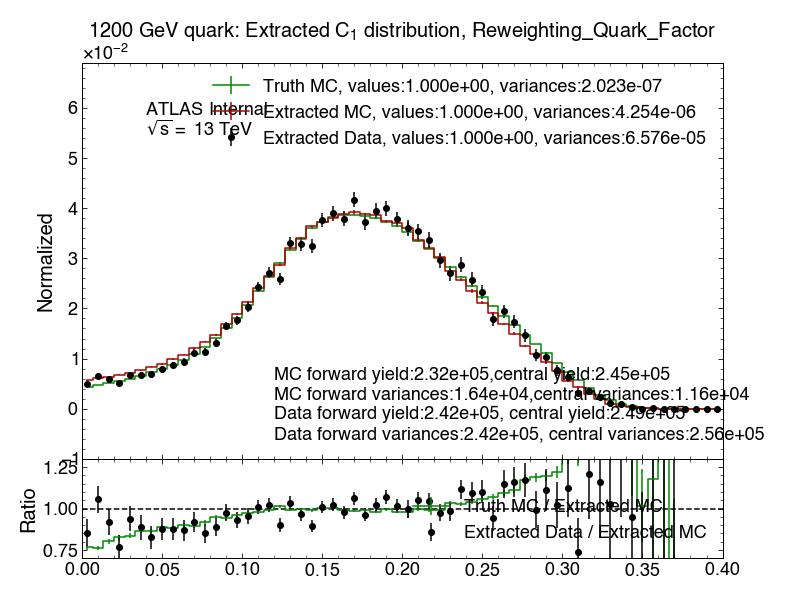 1200 GeV quark: Extracted C₁ distribution, Reweighting_Quark_Factor
×10⁻²
Truth MC, values:1.000e+00, variances:2.023e-07
ATLAS Internal
Extracted MC, values:1.000e+00, variances:4.254e-06
√s = 13 TeV
Extracted Data, values:1.000e+00, variances:6.576e-05
6
5
4
3
2
1
0
-1
Normalized
MC forward yield:2.32e+05,central yield:2.45e+05
MC forward variances:1.64e+04,central variances:1.16e+04
Data forward yield:2.42e+05, central yield:2.49e+05
Data forward variances:2.42e+05, central variances:2.56e+05
1.25
1.00
0.75
Ratio
Truth MC / Extracted MC
Extracted Data / Extracted MC
0.00 0.05 0.10 0.15 0.20 0.25 0.30 0.35 0.40